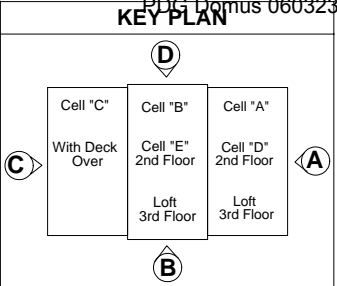 PDG Domus 060323
KEY PLAN
D
Cell "C"
With Deck
Over
Cell "B"
Cell "E"
2nd Floor
Loft
3rd Floor
Cell "A"
Cell "D"
2nd Floor
Loft
3rd Floor
C
A
B